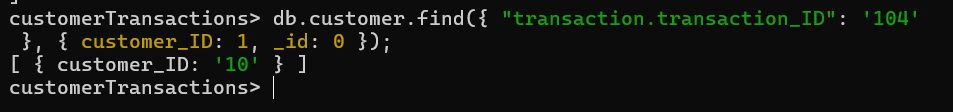 customerTransactions> db.customer.find({ "transaction.transaction_ID": '104'
 }, { customer_ID: 1, _id: 0 });
[ { customer_ID: '10' } ]
customerTransactions>